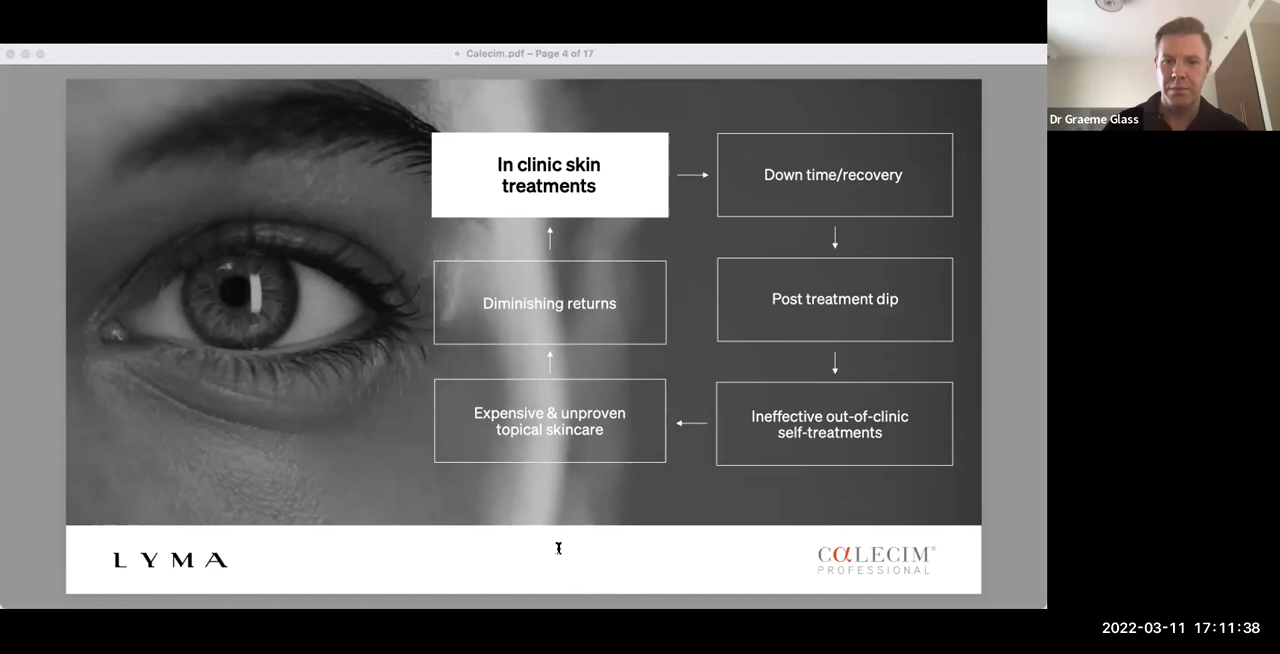 Calecim.pdf – Page 4 of 17
Dr Graeme Glass
In clinic skin
treatments
Down time/recovery
Diminishing returns
Post treatment dip
Expensive & unproven
topical skincare
Ineffective out-of-clinic
self-treatments
LYMA
CALECIM®
PROFESSIONAL
2022-03-11 17:11:38